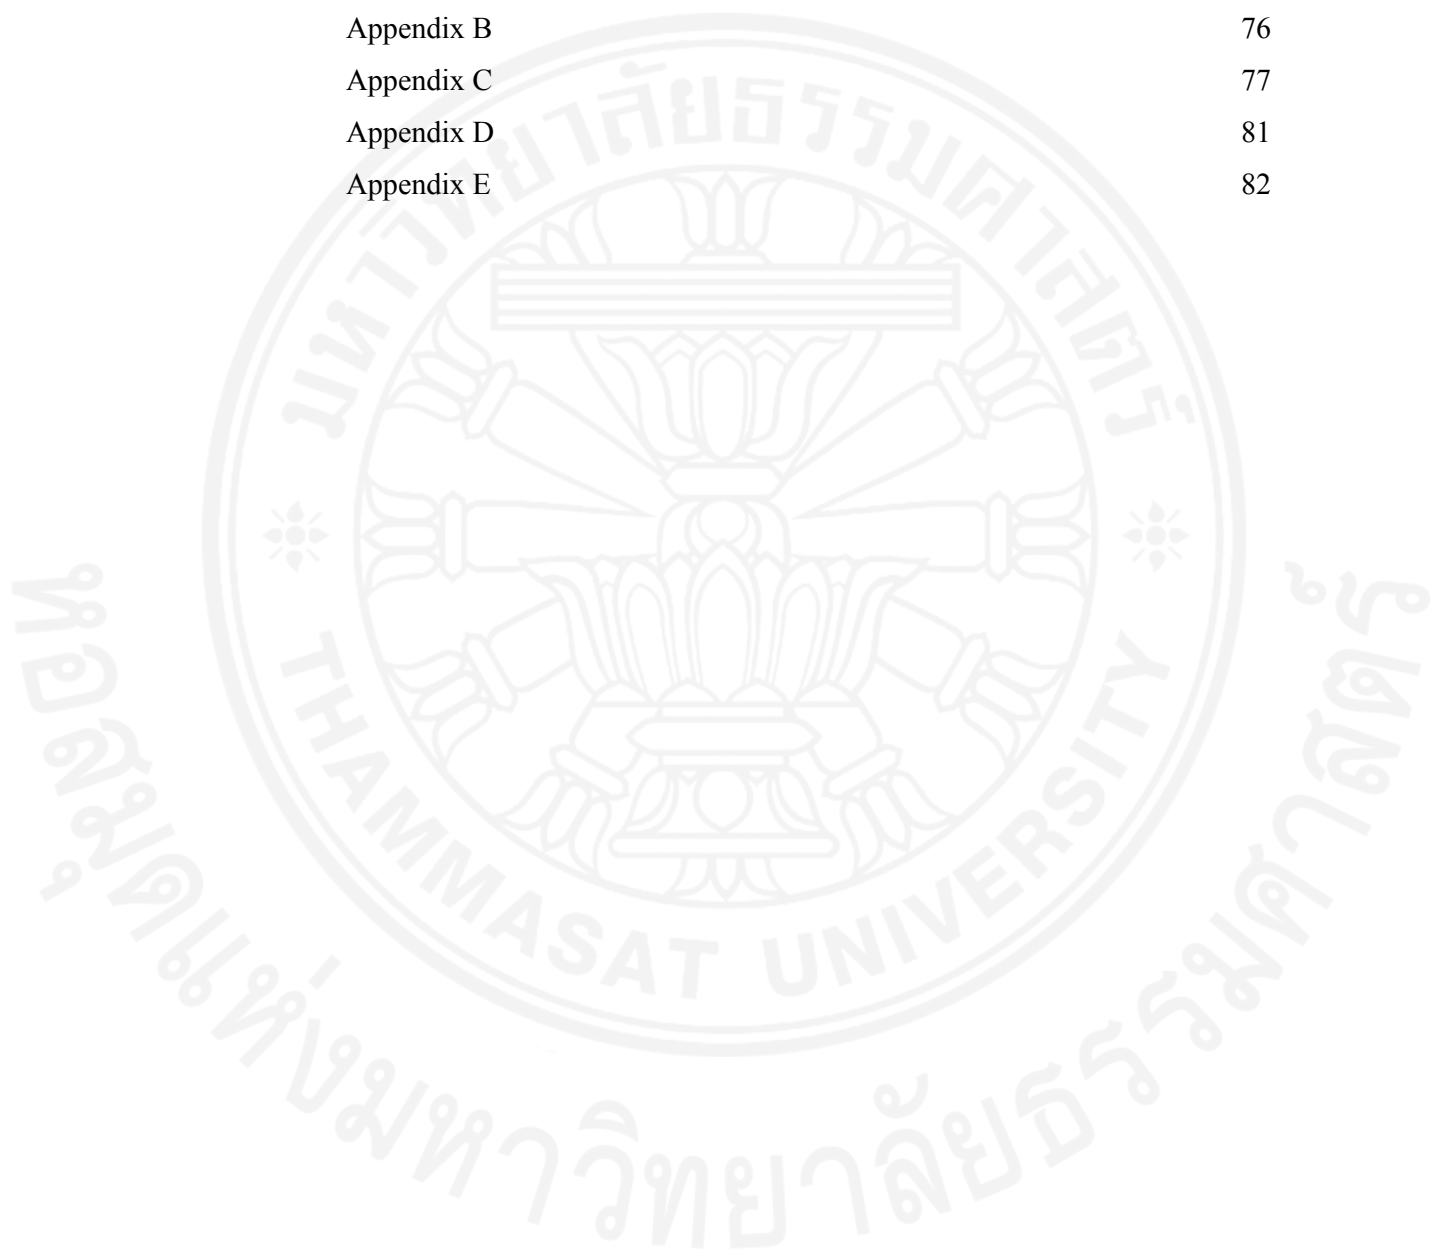 Appendix B 76
Appendix C 77
Appendix D 81
Appendix E 82
มหาวิทยาลัยธรรมศาสตร์
THAMMASAT UNIVERSITY
หอสมุดแห่งมหาวิทยาลัยธรรมศาสตร์